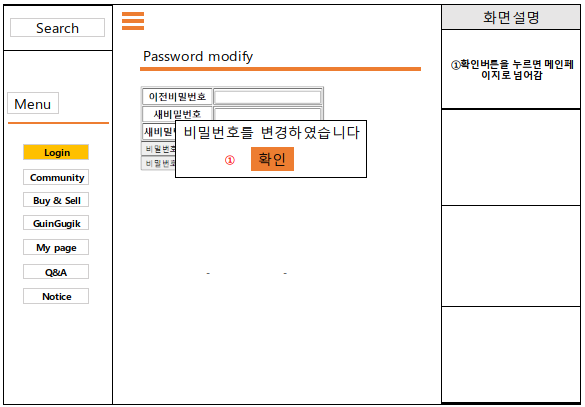 Search
Menu
Login
Community
Buy & Sell
GuinGugik
My page
Q&A
Notice
Password modify
이전비밀번호
새비밀번호
새비밀
비밀번호
비밀번호
비밀번호를 변경하였습니다
① 확인
- -
화면설명
①확인버튼을 누르면 메인페
이지로 넘어감